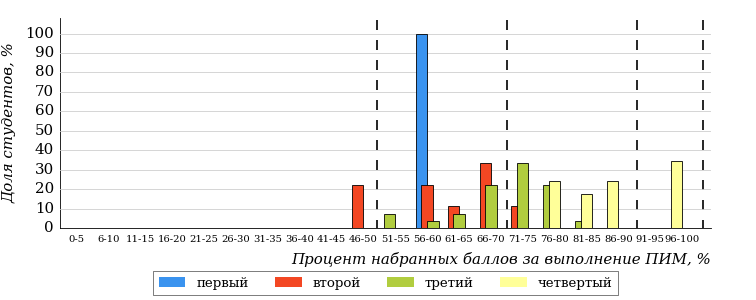 Доля студентов, %
100
90
80
70
60
50
40
30
20
10
0
0-5 6-10 11-15 16-20 21-25 26-30 31-35 36-40 41-45 46-50 51-55 56-60 61-65 66-70 71-75 76-80 81-85 86-90 91-95 96-100
Процент набранных баллов за выполнение ПИМ, %
первый второй третий четвертый